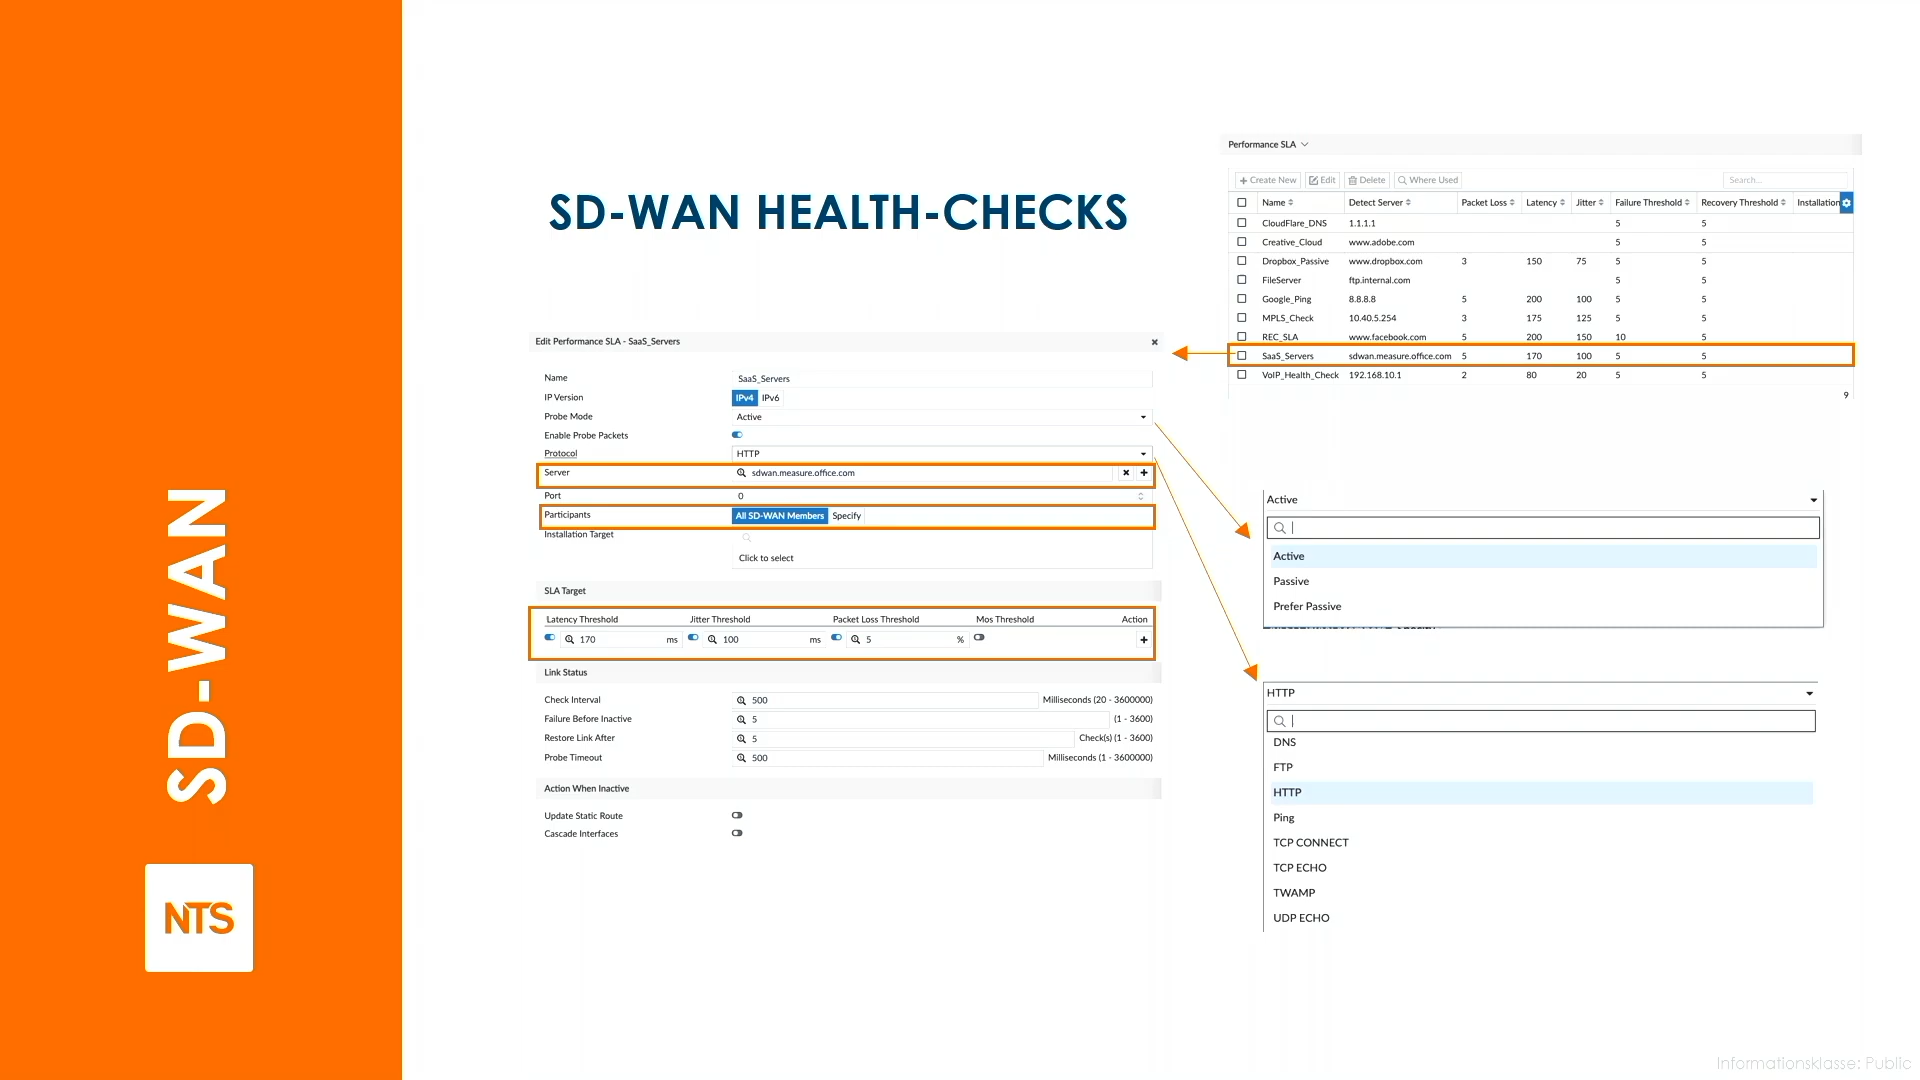 SD-WAN
NTS
SD-WAN HEALTH-CHECKS
Performance SLA
Create New Edit Delete Where Used Search...
Name Detect Server Packet Loss Latency Jitter Failure Threshold Recovery Threshold Installation
CloudFlare_DNS 1.1.1.1 5 5
Creative_Cloud www.adobe.com 5 5
Dropbox_Passive www.dropbox.com 3 150 75 5 5
FileServer ftp.internal.com 5 5
Google_Ping 8.8.8.8 5 200 100 5 5
MPLS_Check 10.40.5.254 3 175 125 5 5
REC_SLA www.facebook.com 5 200 150 10 5
SaaS_Servers sdwan.measure.office.com 5 170 100 5 5
VoIP_Health_Check 192.168.10.1 2 80 20 5 5
9
Edit Performance SLA - SaaS_Servers
Name SaaS_Servers
IP Version IPv4 IPv6
Probe Mode Active
Enable Probe Packets
Protocol HTTP
Server sdwan.measure.office.com
Port 0
Participants All SD-WAN Members Specify
Installation Target
Click to select
SLA Target
Latency Threshold Jitter Threshold Packet Loss Threshold Mos Threshold Action
170 ms 100 ms 5 %
Link Status
Check Interval 500 Milliseconds (20 - 3600000)
Failure Before Inactive 5 (1 - 3600)
Restore Link After 5 Check(s) (1 - 3600)
Probe Timeout 500 Milliseconds (1 - 3600000)
Action When Inactive
Update Static Route
Cascade Interfaces
Active
Active
Passive
Prefer Passive
HTTP
DNS
FTP
HTTP
Ping
TCP CONNECT
TCP ECHO
TWAMP
UDP ECHO
Informationsklasse: Public